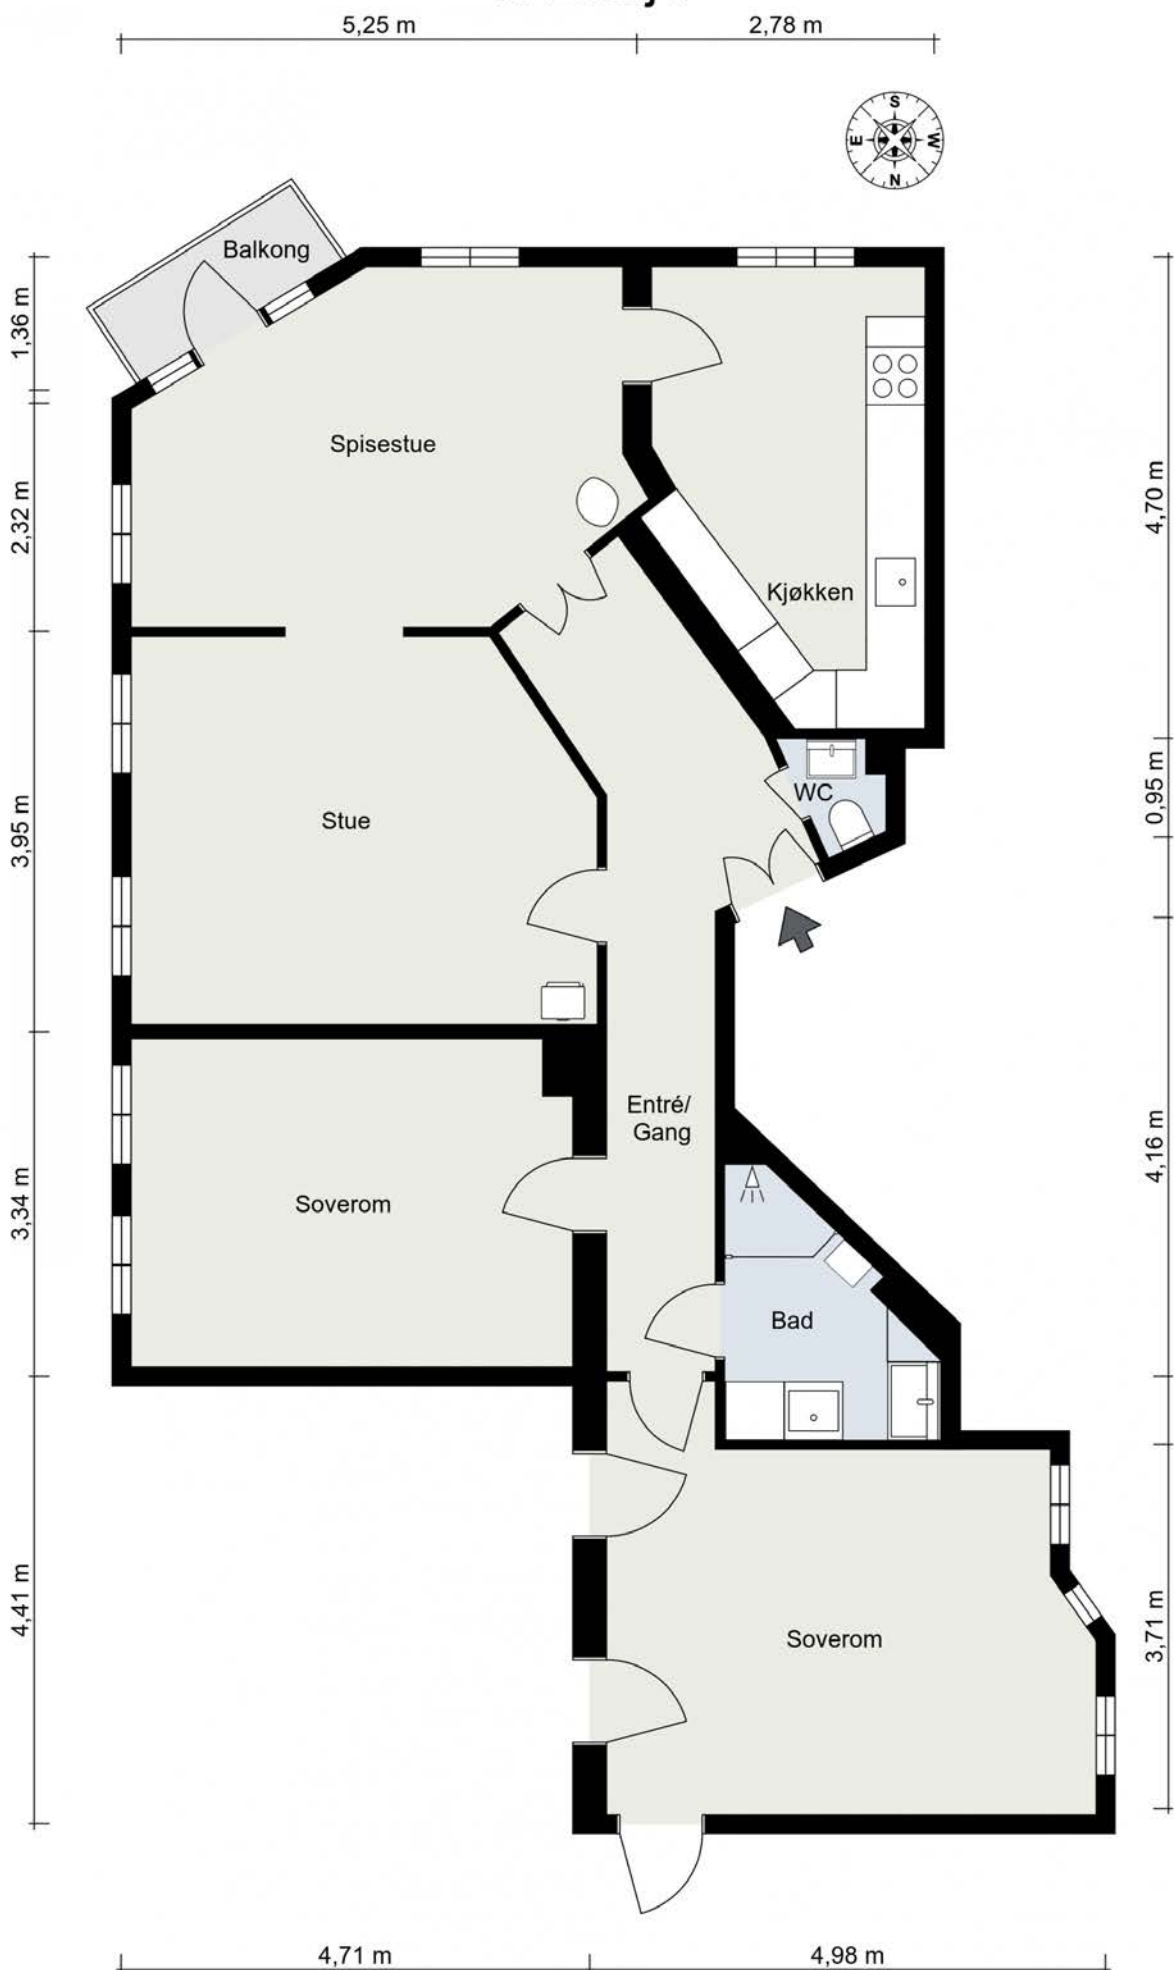 5,25 m
2,78 m
S
E
W
N
Balkong
1,36 m
Spisestue
4,70 m
2,32 m
Kjøkken
WC
0,95 m
Stue
3,95 m
Entré/
Gang
4,16 m
Soverom
3,34 m
Bad
4,41 m
Soverom
3,71 m
4,71 m
4,98 m